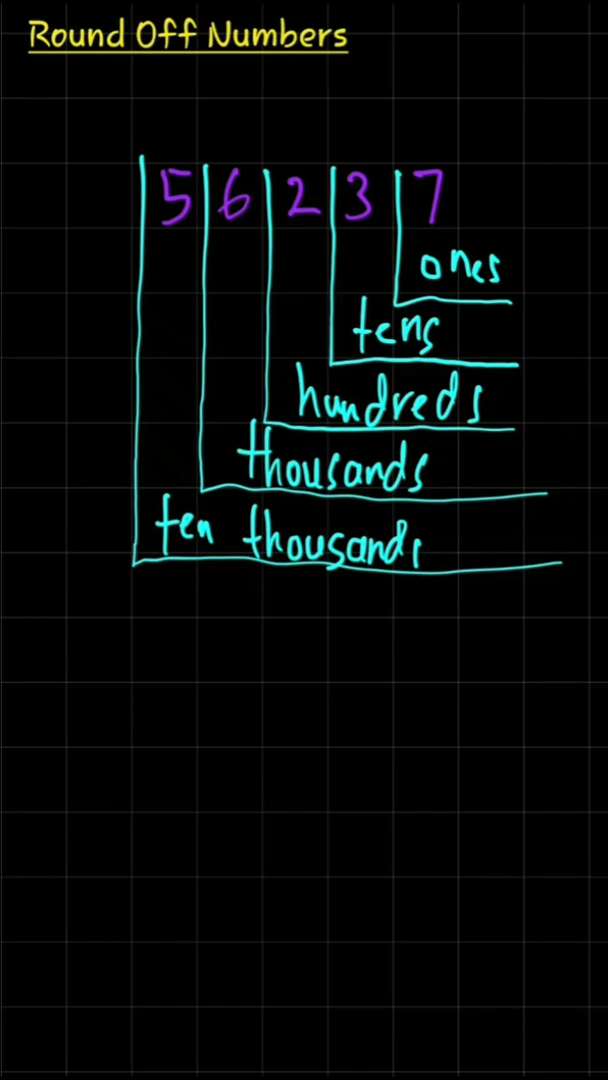 Round Off Numbers
5 6 2 3 7
ones
tens
hundreds
thousands
ten thousands